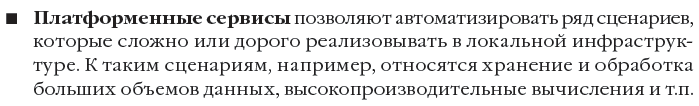 ■ Платформенные сервисы позволяют автоматизировать ряд сценариев,
которые сложно или дорого реализовывать в локальной инфраструк-
туре. К таким сценариям, например, относятся хранение и обработка
больших объемов данных, высокопроизводительные вычисления и т.п.